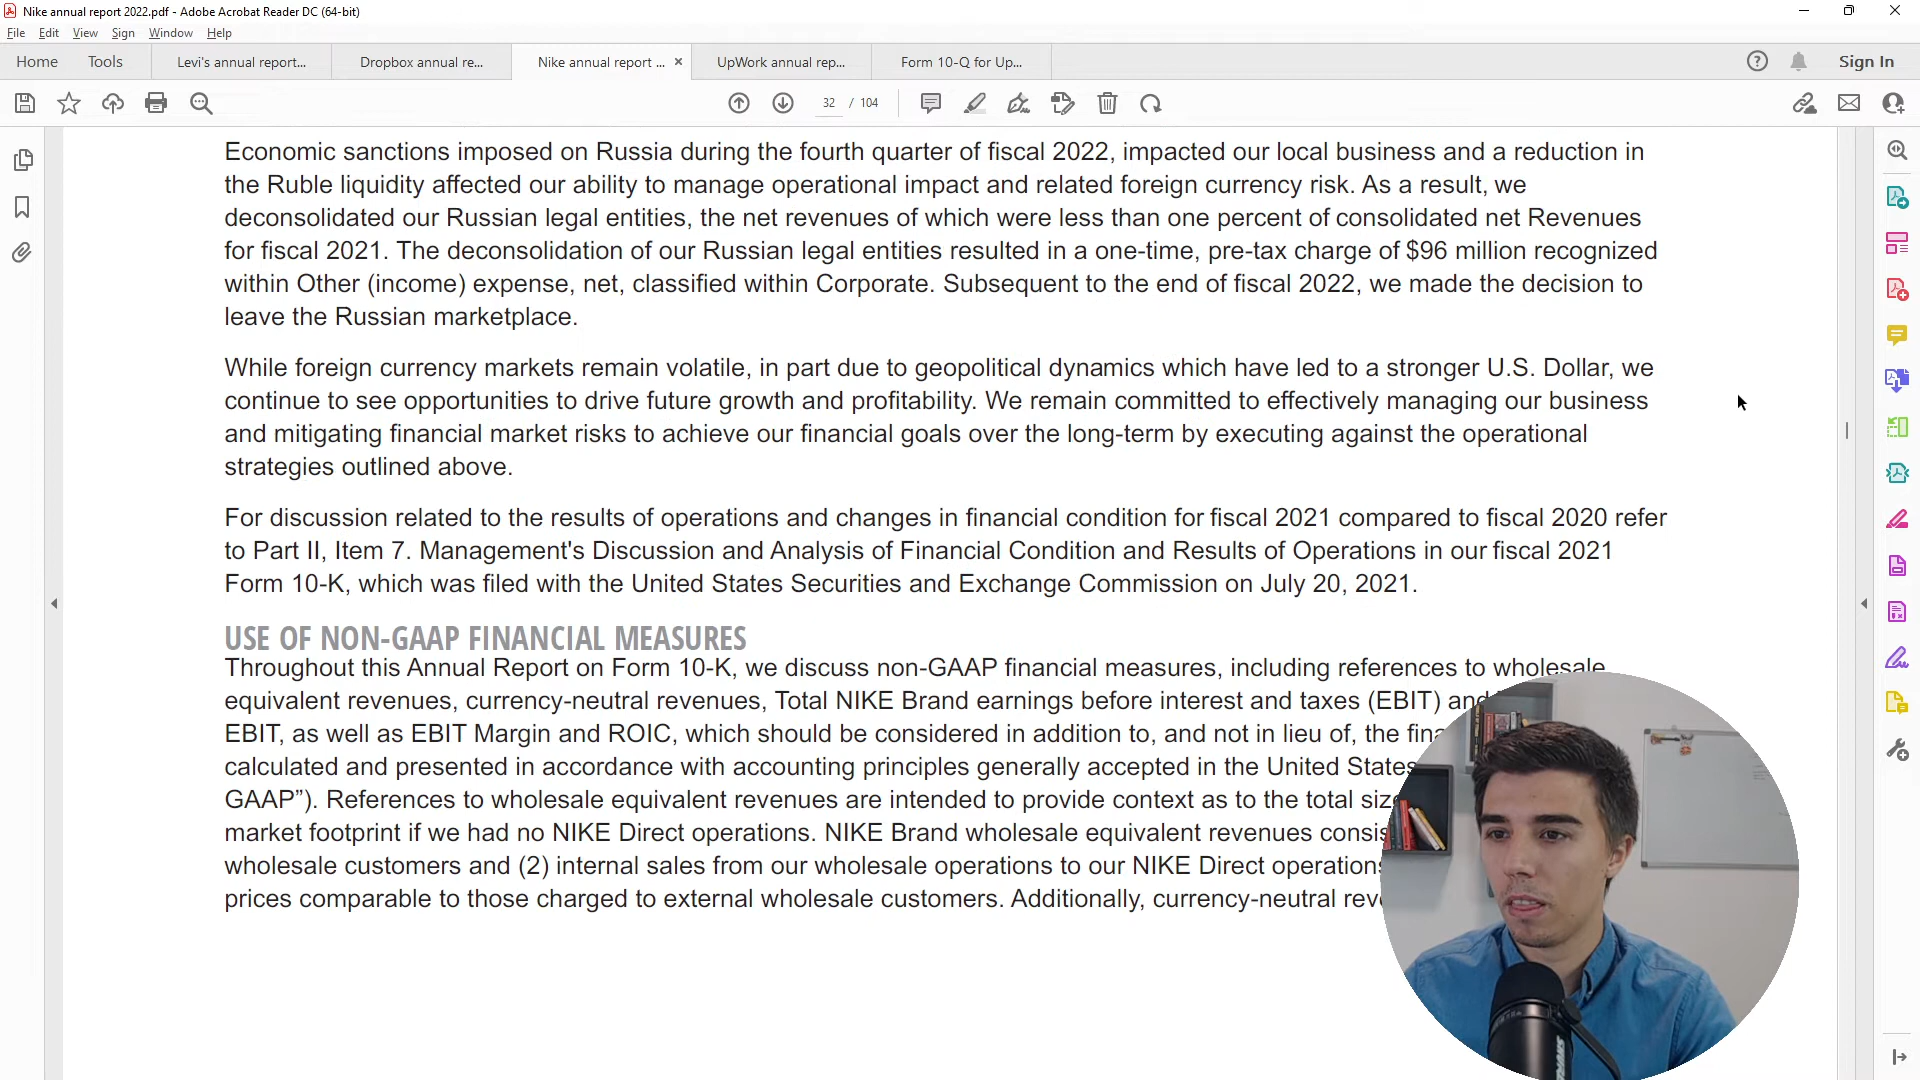 Nike annual report 2022.pdf - Adobe Acrobat Reader DC (64-bit)
File Edit View Sign Window Help
Home Tools Levi's annual report... Dropbox annual re... Nike annual report ... × UpWork annual rep... Form 10-Q for Up... Sign In
32 / 104
Economic sanctions imposed on Russia during the fourth quarter of fiscal 2022, impacted our local business and a reduction in
the Ruble liquidity affected our ability to manage operational impact and related foreign currency risk. As a result, we
deconsolidated our Russian legal entities, the net revenues of which were less than one percent of consolidated net Revenues
for fiscal 2021. The deconsolidation of our Russian legal entities resulted in a one-time, pre-tax charge of $96 million recognized
within Other (income) expense, net, classified within Corporate. Subsequent to the end of fiscal 2022, we made the decision to
leave the Russian marketplace.
While foreign currency markets remain volatile, in part due to geopolitical dynamics which have led to a stronger U.S. Dollar, we
continue to see opportunities to drive future growth and profitability. We remain committed to effectively managing our business
and mitigating financial market risks to achieve our financial goals over the long-term by executing against the operational
strategies outlined above.
For discussion related to the results of operations and changes in financial condition for fiscal 2021 compared to fiscal 2020 refer
to Part II, Item 7. Management's Discussion and Analysis of Financial Condition and Results of Operations in our fiscal 2021
Form 10-K, which was filed with the United States Securities and Exchange Commission on July 20, 2021.
USE OF NON-GAAP FINANCIAL MEASURES
Throughout this Annual Report on Form 10-K, we discuss non-GAAP financial measures, including references to wholesale
equivalent revenues, currency-neutral revenues, Total NIKE Brand earnings before interest and taxes (EBIT) and
EBIT, as well as EBIT Margin and ROIC, which should be considered in addition to, and not in lieu of, the
calculated and presented in accordance with accounting principles generally accepted in the United States
GAAP”). References to wholesale equivalent revenues are intended to provide context as to the total
market footprint if we had no NIKE Direct operations. NIKE Brand wholesale equivalent revenues
wholesale customers and (2) internal sales from our wholesale operations to our NIKE Direct operations
prices comparable to those charged to external wholesale customers. Additionally, currency-neutral